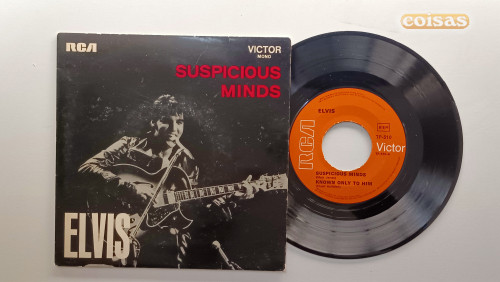 coisas
RCA
VICTOR
MONO
SUSPICIOUS
MINDS
ELVIS
RCA
ELVIS
Victor
SUSPICIOUS MINDS
KNOWN ONLY TO HIM